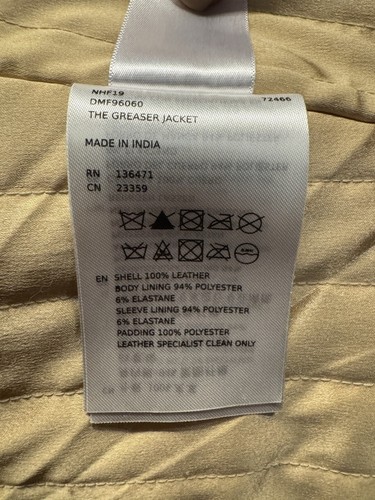 NHF19 72466
DMF96060
THE GREASER JACKET
MADE IN INDIA
RN 136471
CN 23359
EN SHELL 100% LEATHER
BODY LINING 94% POLYESTER
6% ELASTANE
SLEEVE LINING 94% POLYESTER
6% ELASTANE
PADDING 100% POLYESTER
LEATHER SPECIALIST CLEAN ONLY